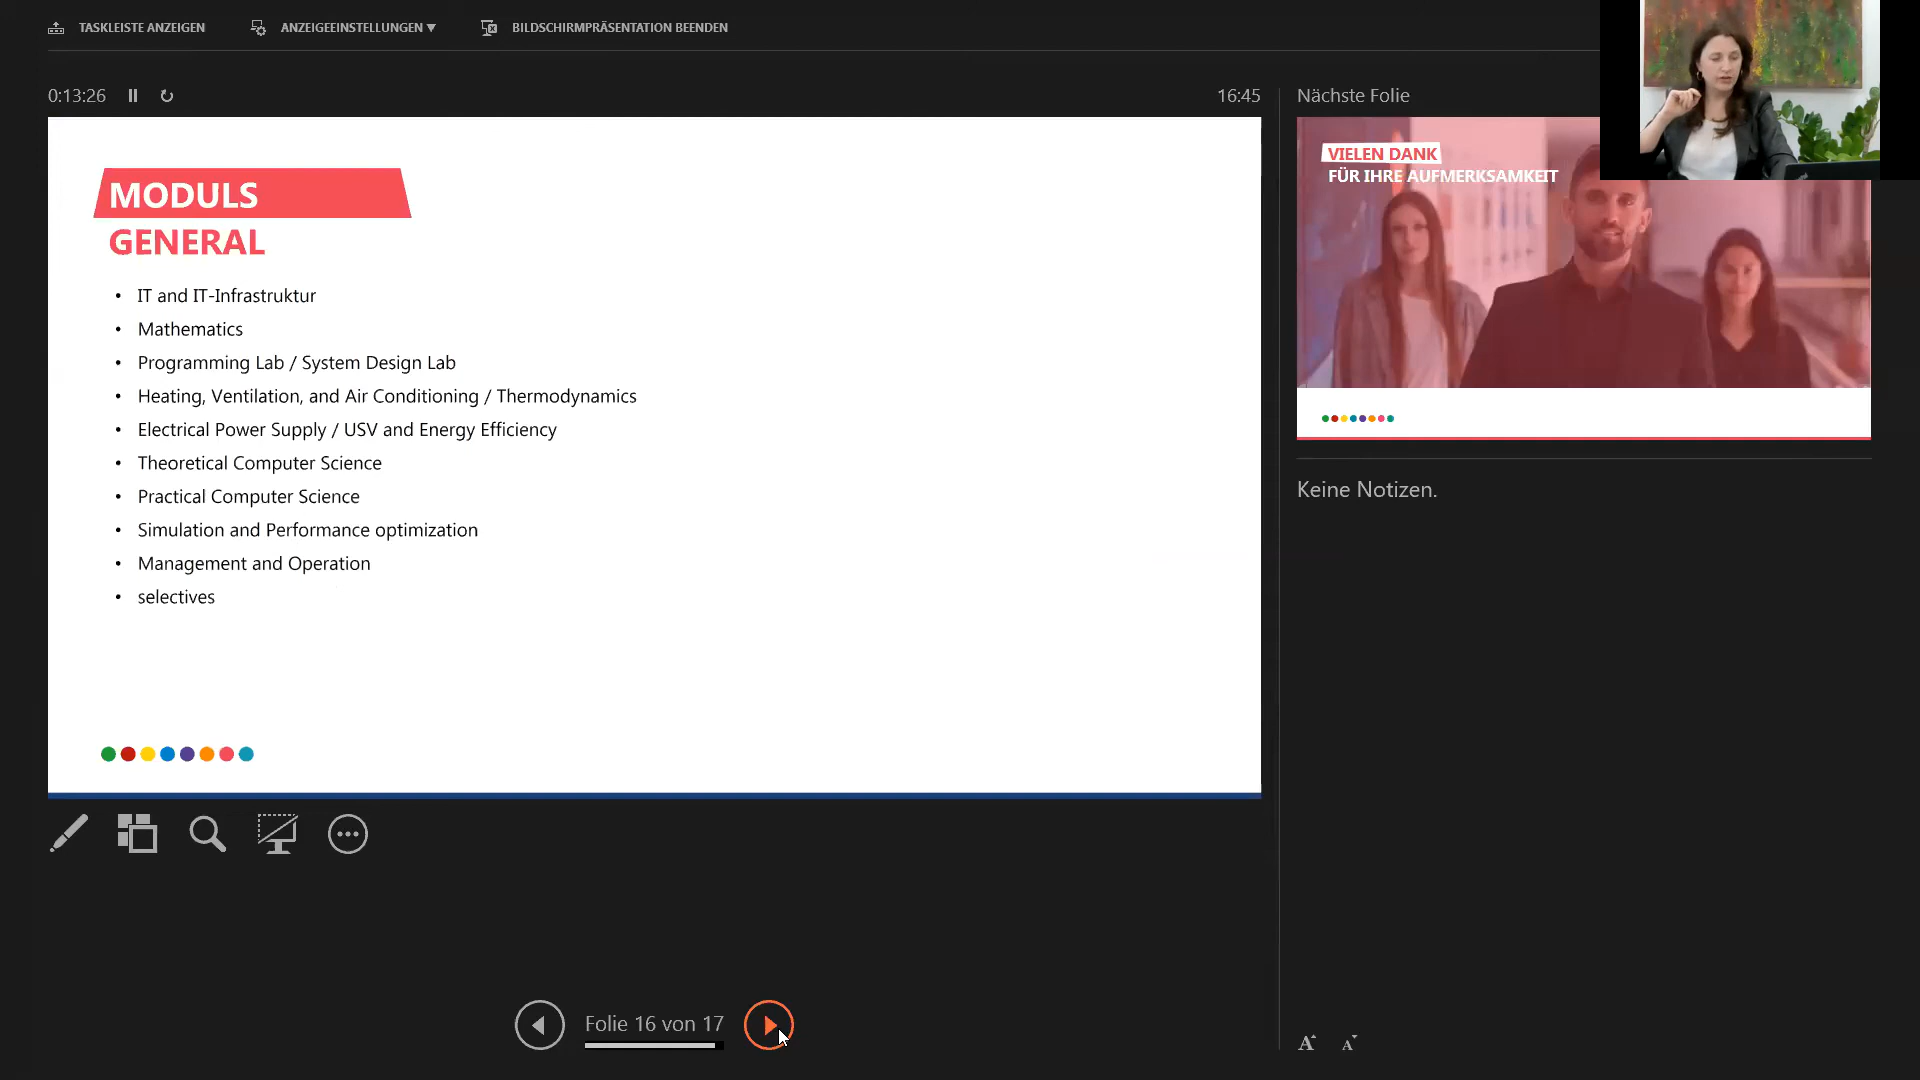 TASKLEISTE ANZEIGEN
ANZEIGEEINSTELLUNGEN ▼
BILDSCHIRMPRÄSENTATION BEENDEN
0:13:26
16:45
MODULS
GENERAL
• IT and IT-Infrastruktur
• Mathematics
• Programming Lab / System Design Lab
• Heating, Ventilation, and Air Conditioning / Thermodynamics
• Electrical Power Supply / USV and Energy Efficiency
• Theoretical Computer Science
• Practical Computer Science
• Simulation and Performance optimization
• Management and Operation
• selectives
Folie 16 von 17
Nächste Folie
VIELEN DANK
FÜR IHRE AUFMERKSAMKEIT
Keine Notizen.
A A